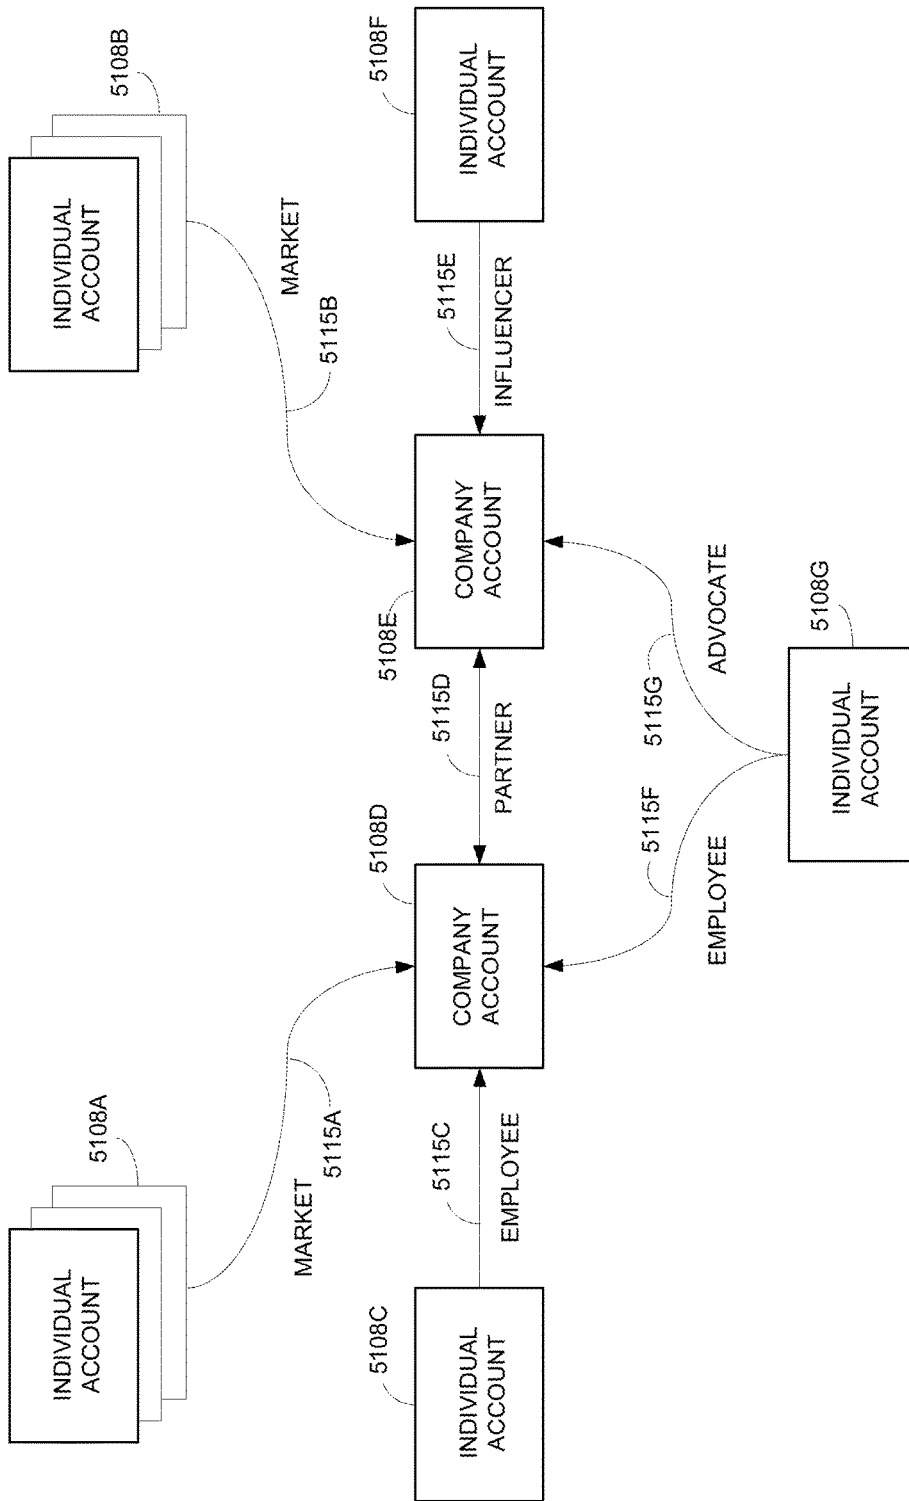 INDIVIDUAL
ACCOUNT
5108A
MARKET
5115A
INDIVIDUAL
ACCOUNT
5108B
MARKET
5115B
INDIVIDUAL
ACCOUNT
5108C
5115C
EMPLOYEE
COMPANY
ACCOUNT
5108D
5115D
PARTNER
COMPANY
ACCOUNT
5108E
5115E
INFLUENCER
INDIVIDUAL
ACCOUNT
5108F
EMPLOYEE
5115F
5115G
ADVOCATE
INDIVIDUAL
ACCOUNT
5108G